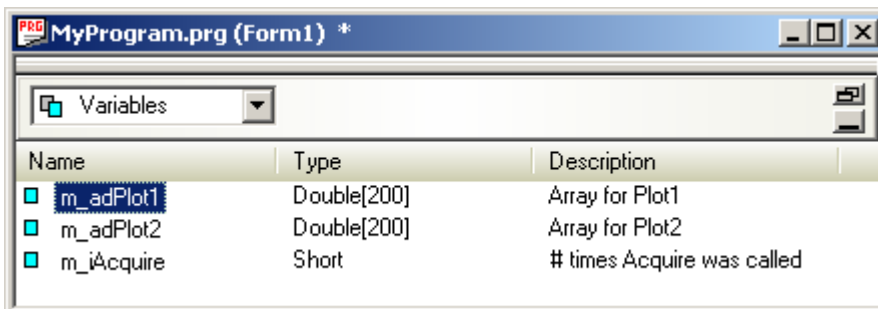 PRG MyProgram.prg (Form1) *
Variables
Name Type Description
m_adPlot1 Double[200] Array for Plot1
m_adPlot2 Double[200] Array for Plot2
m_iAcquire Short # times Acquire was called